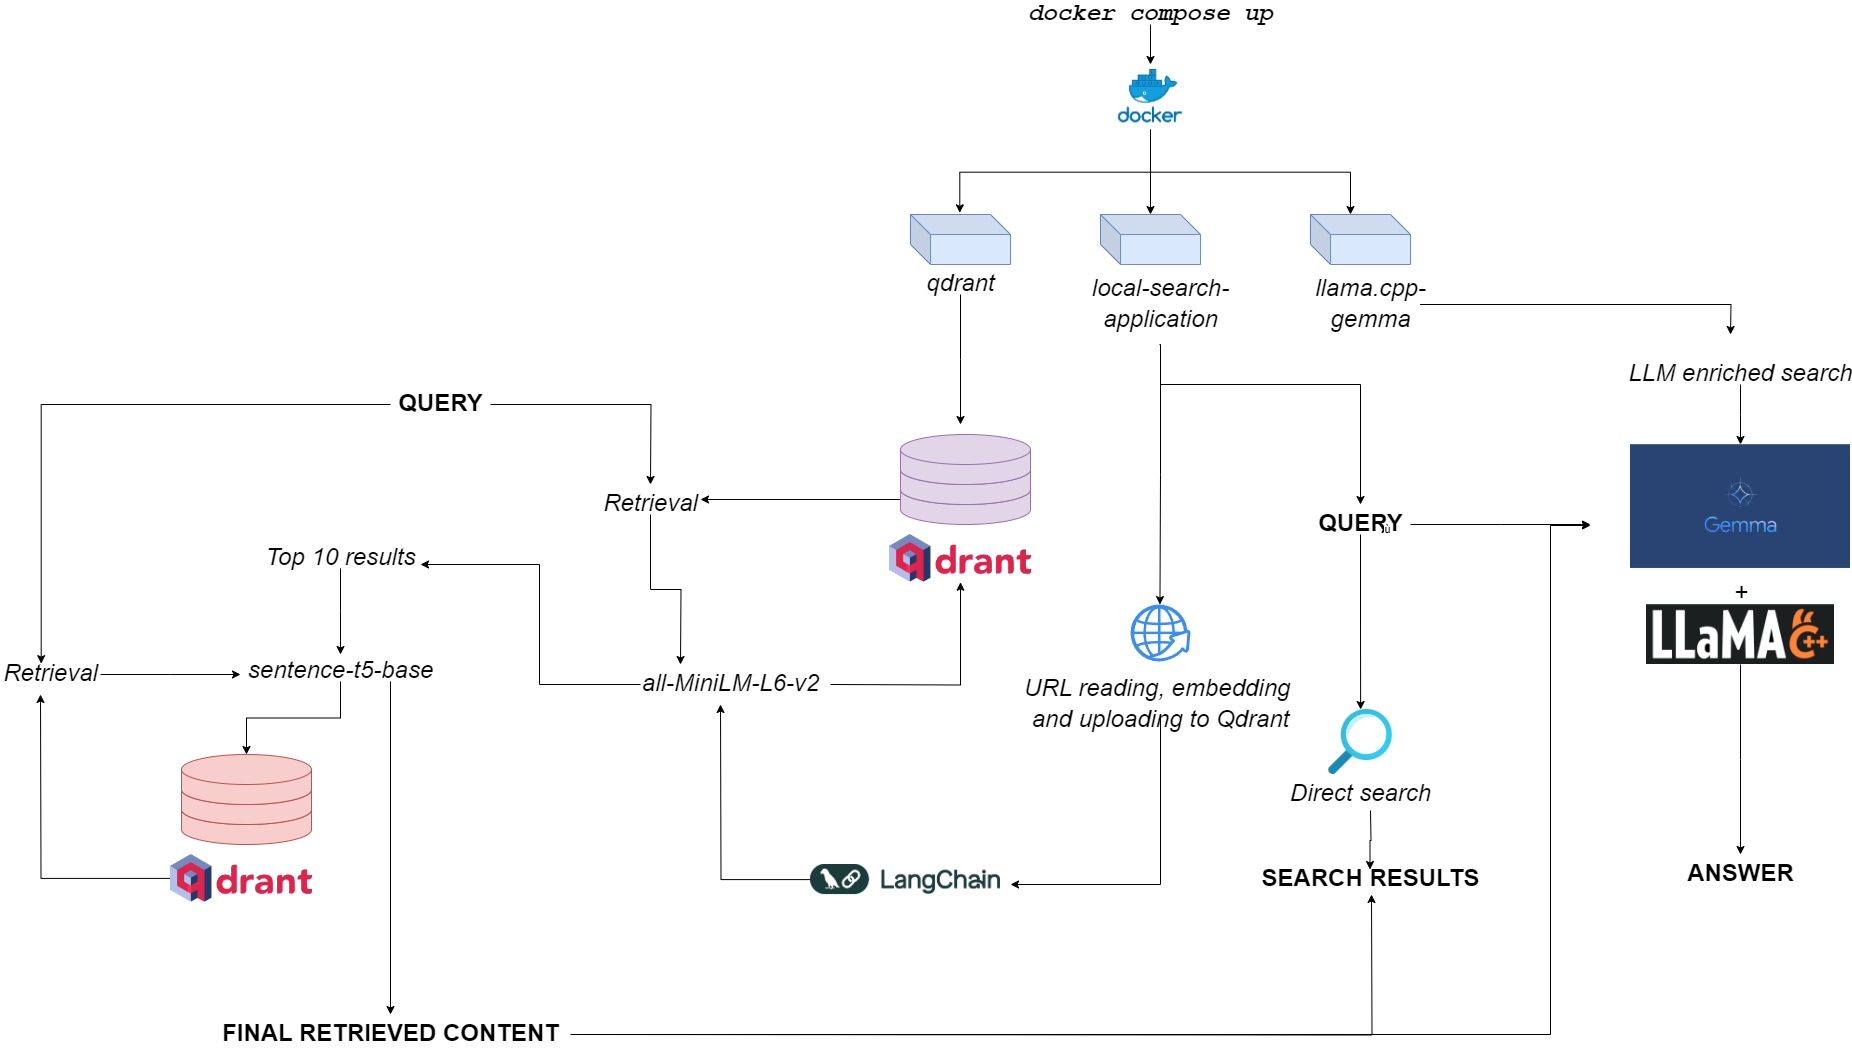 docker compose up
docker
qdrant
local-search-
application
llama.cpp-
gemma
LLM enriched search
QUERY
Retrieval
QUERY
ù
Gemma
drant
Top 10 results
+
LLaMA C++
Retrieval
sentence-t5-base
all-MiniLM-L6-v2
URL reading, embedding
and uploading to Qdrant
Direct search
qdrant
LangChain
SEARCH RESULTS
ANSWER
FINAL RETRIEVED CONTENT